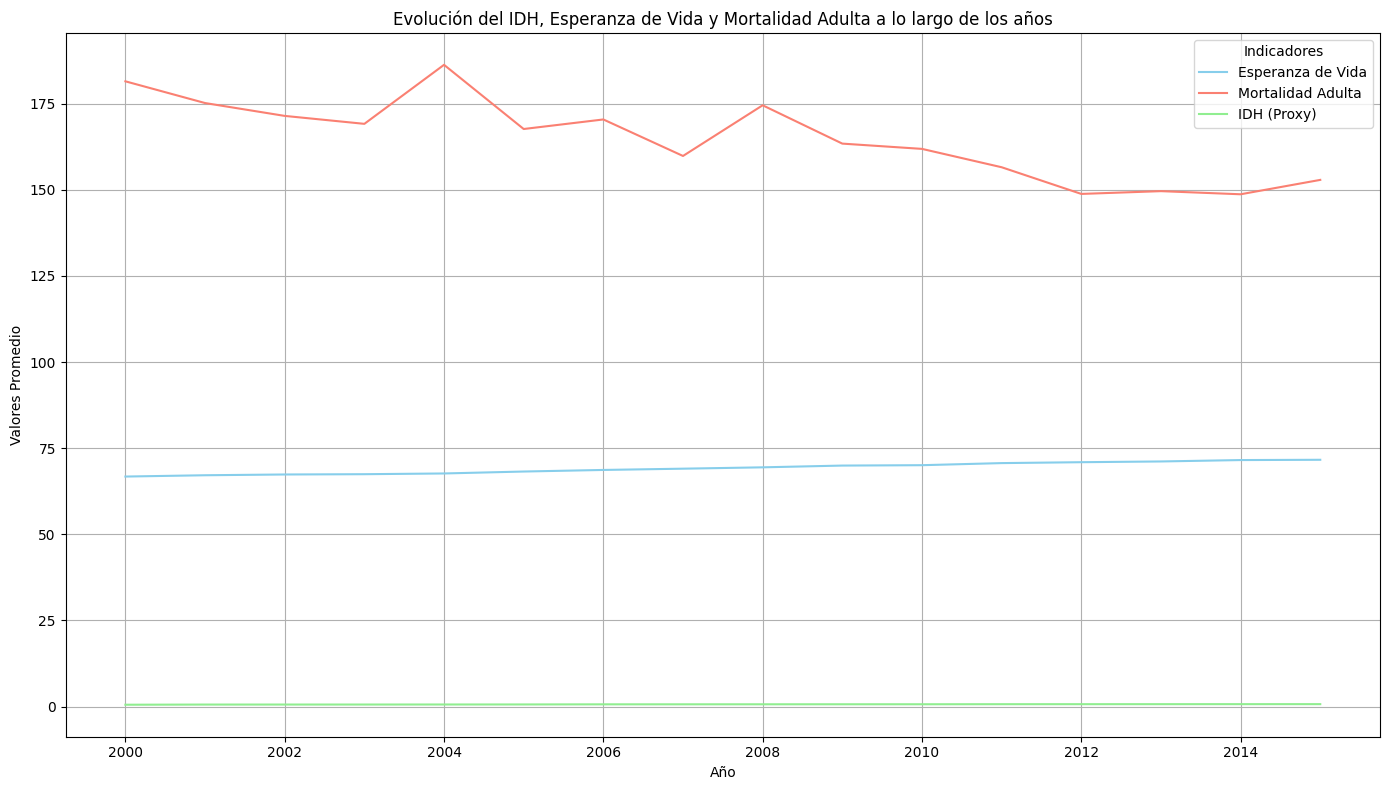 Evolución del IDH, Esperanza de Vida y Mortalidad Adulta a lo largo de los años
Indicadores
Esperanza de Vida
Mortalidad Adulta
IDH (Proxy)
Valores Promedio
175
150
125
100
75
50
25
0
2000 2002 2004 2006 2008 2010 2012 2014
Año